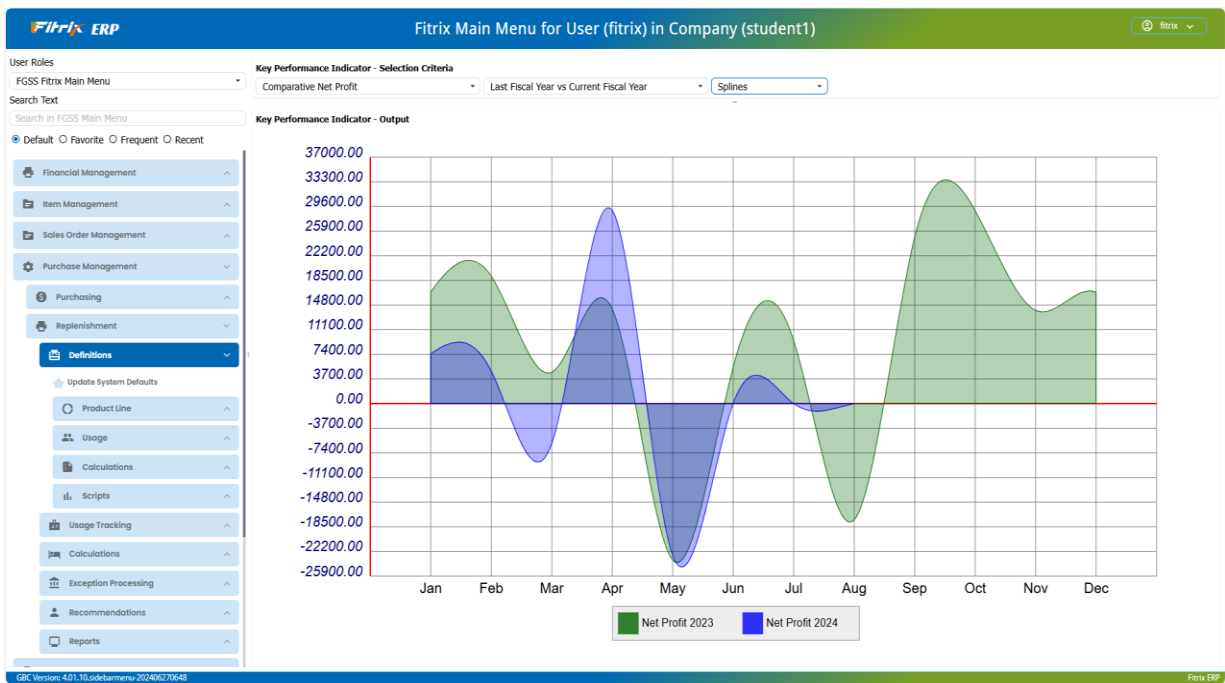 Fitrix ERP
Fitrix Main Menu for User (fitrix) in Company (student1)
fitrix
User Roles
FGSS Fitrix Main Menu
Search Text
Search in FGSS Main Menu
Default Favorite Frequent Recent
Financial Management
Item Management
Sales Order Management
Purchase Management
Purchasing
Replenishment
Definitions
Update System Defaults
Product Line
Usage
Calculations
Scripts
Usage Tracking
Calculations
Exception Processing
Recommendations
Reports
Key Performance Indicator - Selection Criteria
Comparative Net Profit
Last Fiscal Year vs Current Fiscal Year
Splines
Key Performance Indicator - Output
37000.00
33300.00
29600.00
25900.00
22200.00
18500.00
14800.00
11100.00
7400.00
3700.00
0.00
-3700.00
-7400.00
-11100.00
-14800.00
-18500.00
-22200.00
-25900.00
Jan Feb Mar Apr May Jun Jul Aug Sep Oct Nov Dec
Net Profit 2023 Net Profit 2024
GBC Version: 4.01.10.sidebarmenu-202406270648
Fitrix ERP